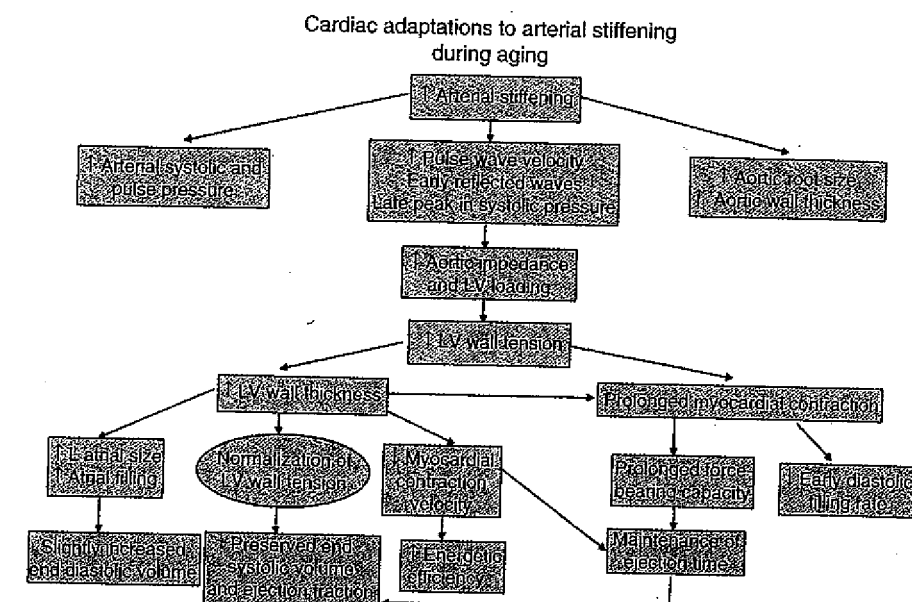 Cardiac adaptations to arterial stiffening
during aging
↑ Arterial stiffening
↑ Arterial systolic and
pulse pressure
↑ Pulse wave velocity
Early reflected waves
Late peak in systolic pressure
↑ Aortic root size
↑ Aortic wall thickness
↑ Aortic impedance
and LV loading
↑ LV wall tension
↑ LV wall thickness
Prolonged myocardial contraction
↑ L atrial size
↑ Atrial filling
Normalization of
LV wall tension
Myocardial
contraction
velocity
Prolonged force
bearing capacity
Early diastolic
filling rate
Slightly increased
end diastolic volume
Preserved end
systolic volume
and ejection fraction
Energetic
efficiency
Maintenance of
ejection time